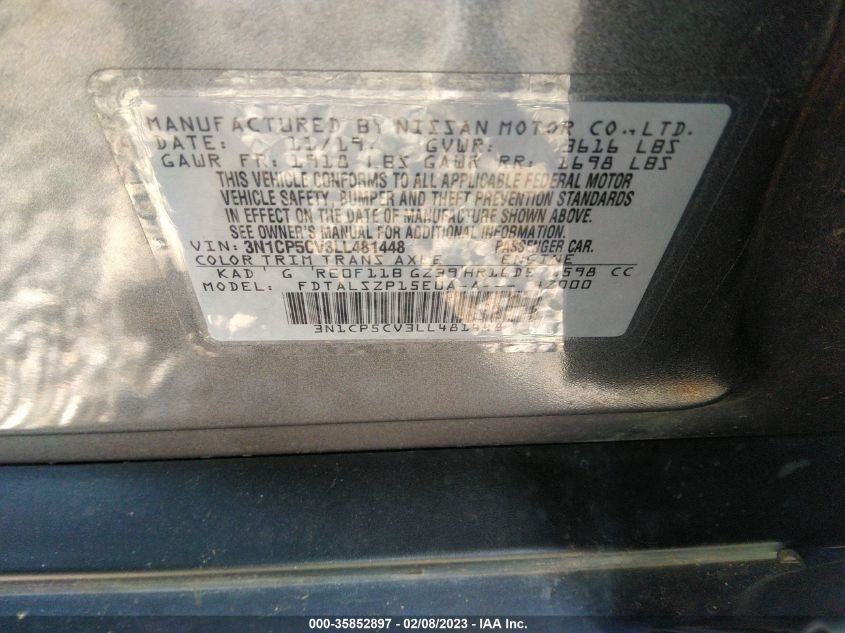 MANUFACTURED BY NISSAN MOTOR CO.,LTD.
DATE: 11/19 GVWR: 3616 LBS
GAWR FR: 1918 LBS GAWR RR: 1698 LBS
THIS VEHICLE CONFORMS TO ALL APPLICABLE FEDERAL MOTOR
VEHICLE SAFETY, BUMPER AND THEFT PREVENTION STANDARDS
IN EFFECT ON THE DATE OF MANUFACTURE SHOWN ABOVE.
SEE OWNER'S MANUAL FOR ADDITIONAL INFORMATION.
VIN: 3N1CP5CV3LL481448 PASSENGER CAR.
COLOR TRIM TRANS AXLE ENGINE
KAD G RE0F11B GZ39 HR16DE 1598 CC
MODEL: FDTALSZP15EUA-A---
3N1CP5CV3LL481448
000-35852897 - 02/08/2023 - © IAA Inc.